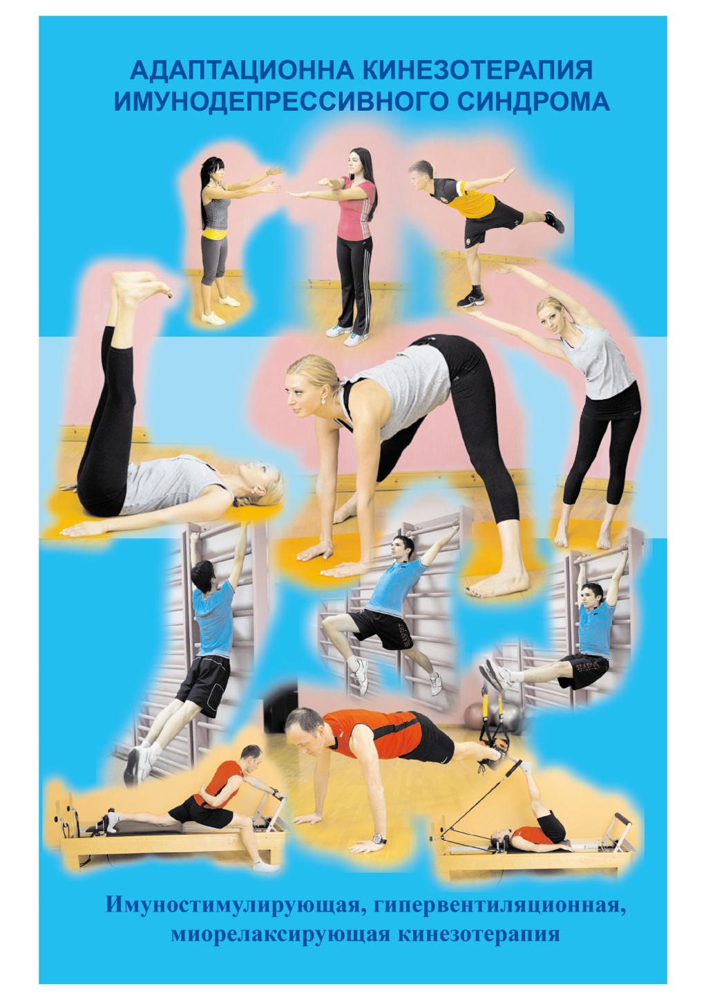 АДАПТАЦИОННА КИНЕЗОТЕРАПИЯ
ИМУНОДЕПРЕССИВНОГО СИНДРОМА
Имуностимулирующая, гипервентиляционная,
миорелаксирующая кинезотерапия